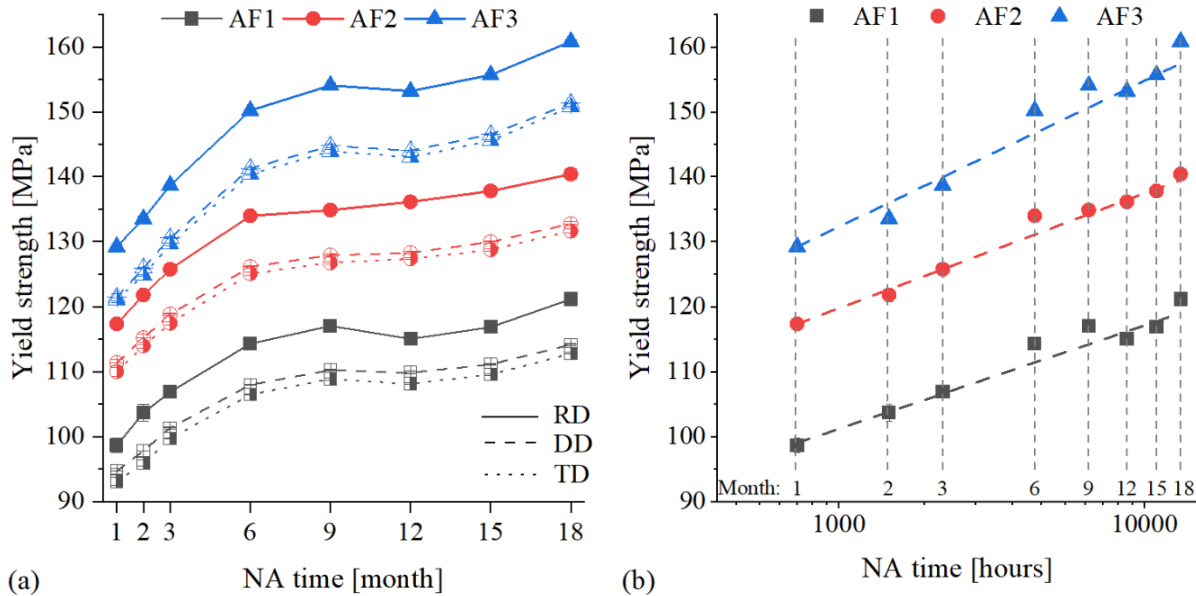 AF1 AF2 AF3
160
150
140
130
120
110
100
90
Yield strength [MPa]
RD
DD
TD
1 2 3 6 9 12 15 18
(a) NA time [month]
AF1 AF2 AF3
160
150
140
130
120
110
100
90
Yield strength [MPa]
Month: 1 2 3 6 9 12 15 18
1000 10000
(b) NA time [hours]